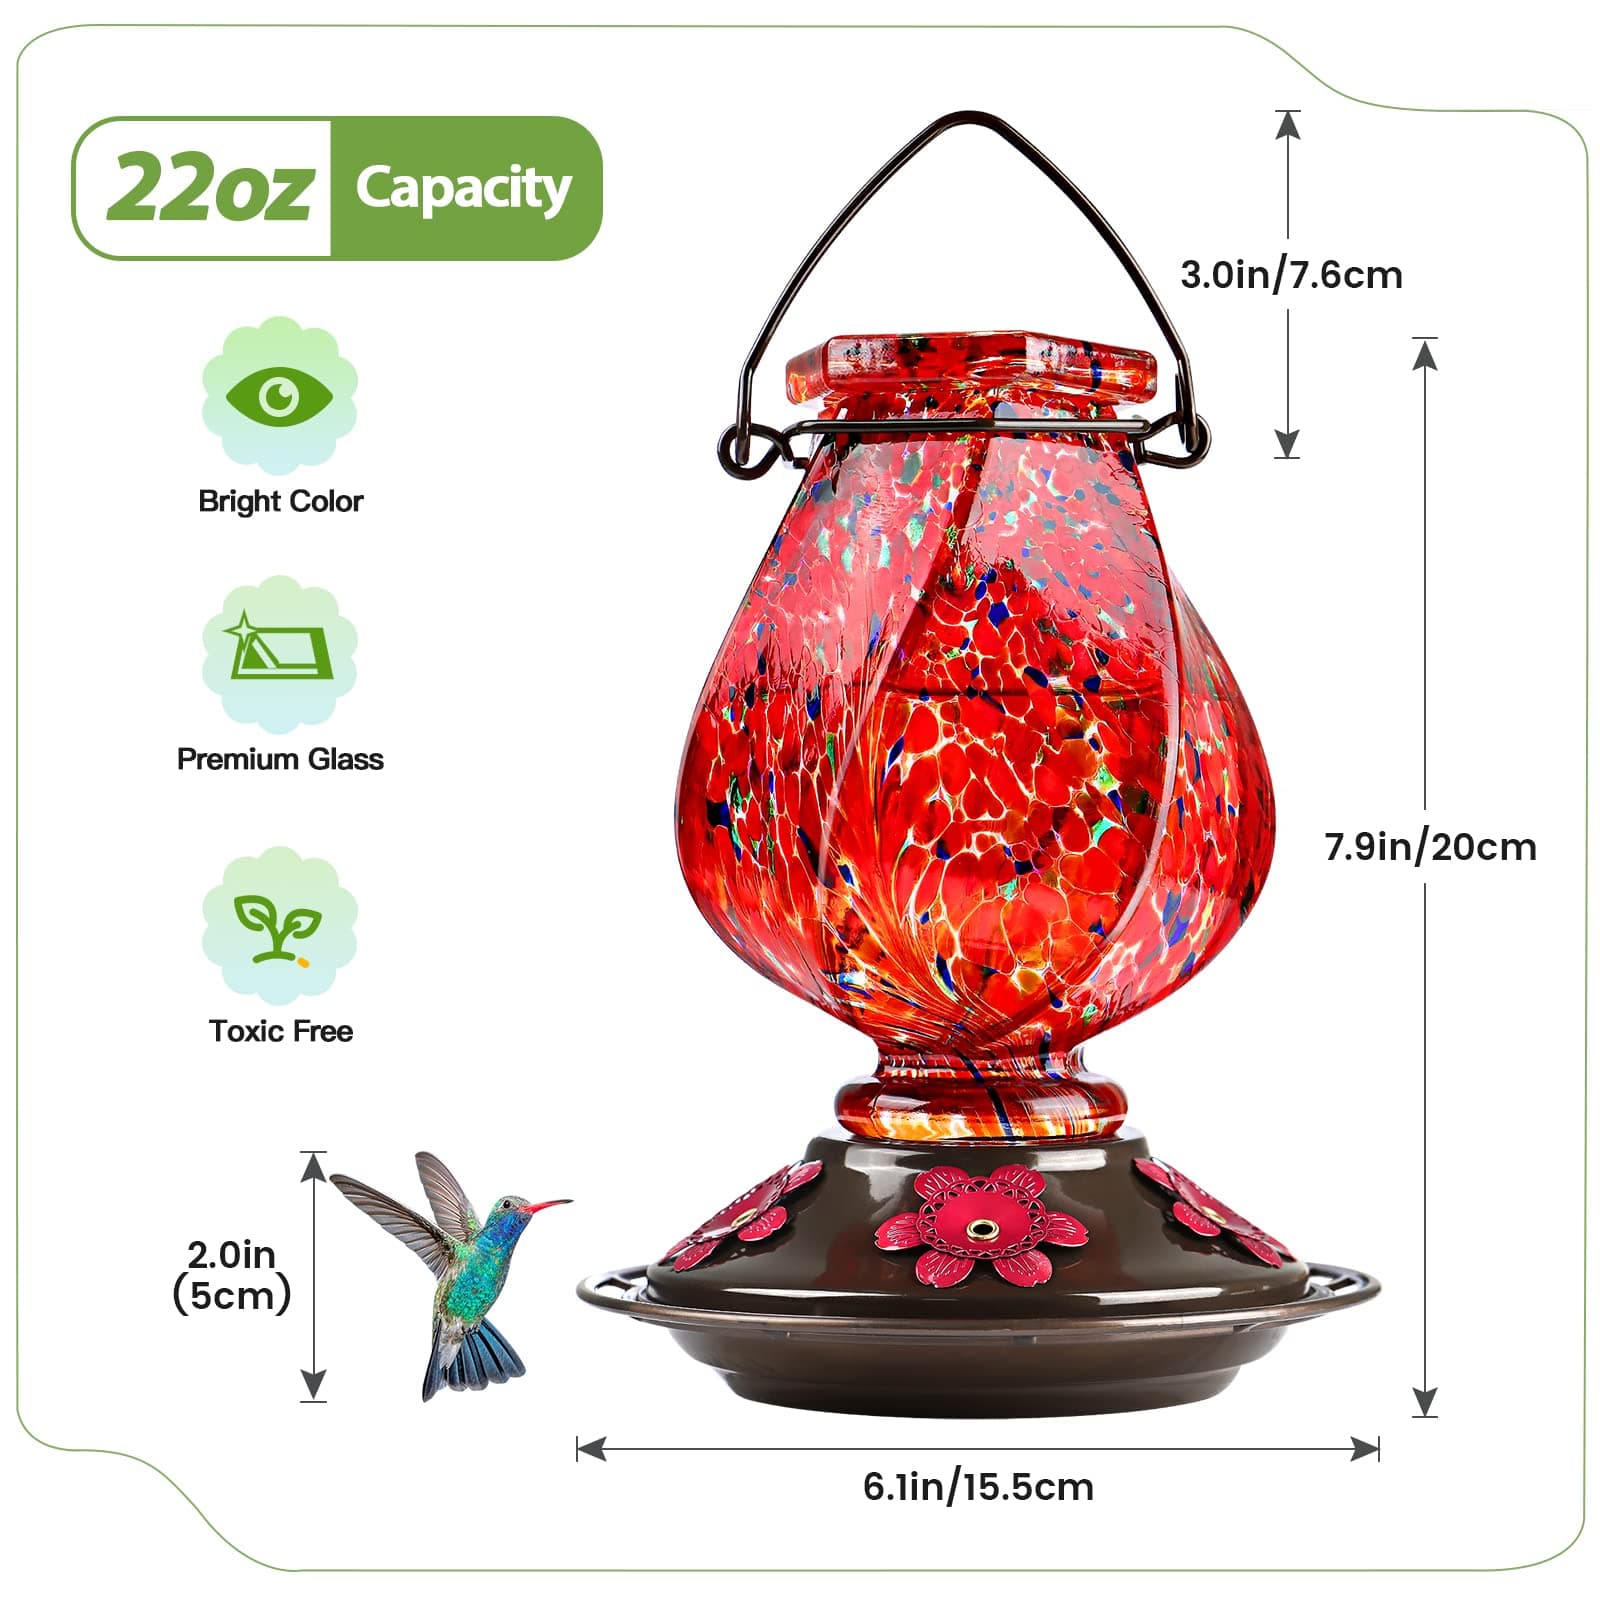 22oz Capacity
3.0in/7.6cm
Bright Color
Premium Glass
7.9in/20cm
Toxic Free
2.0in
(5cm)
6.1in/15.5cm